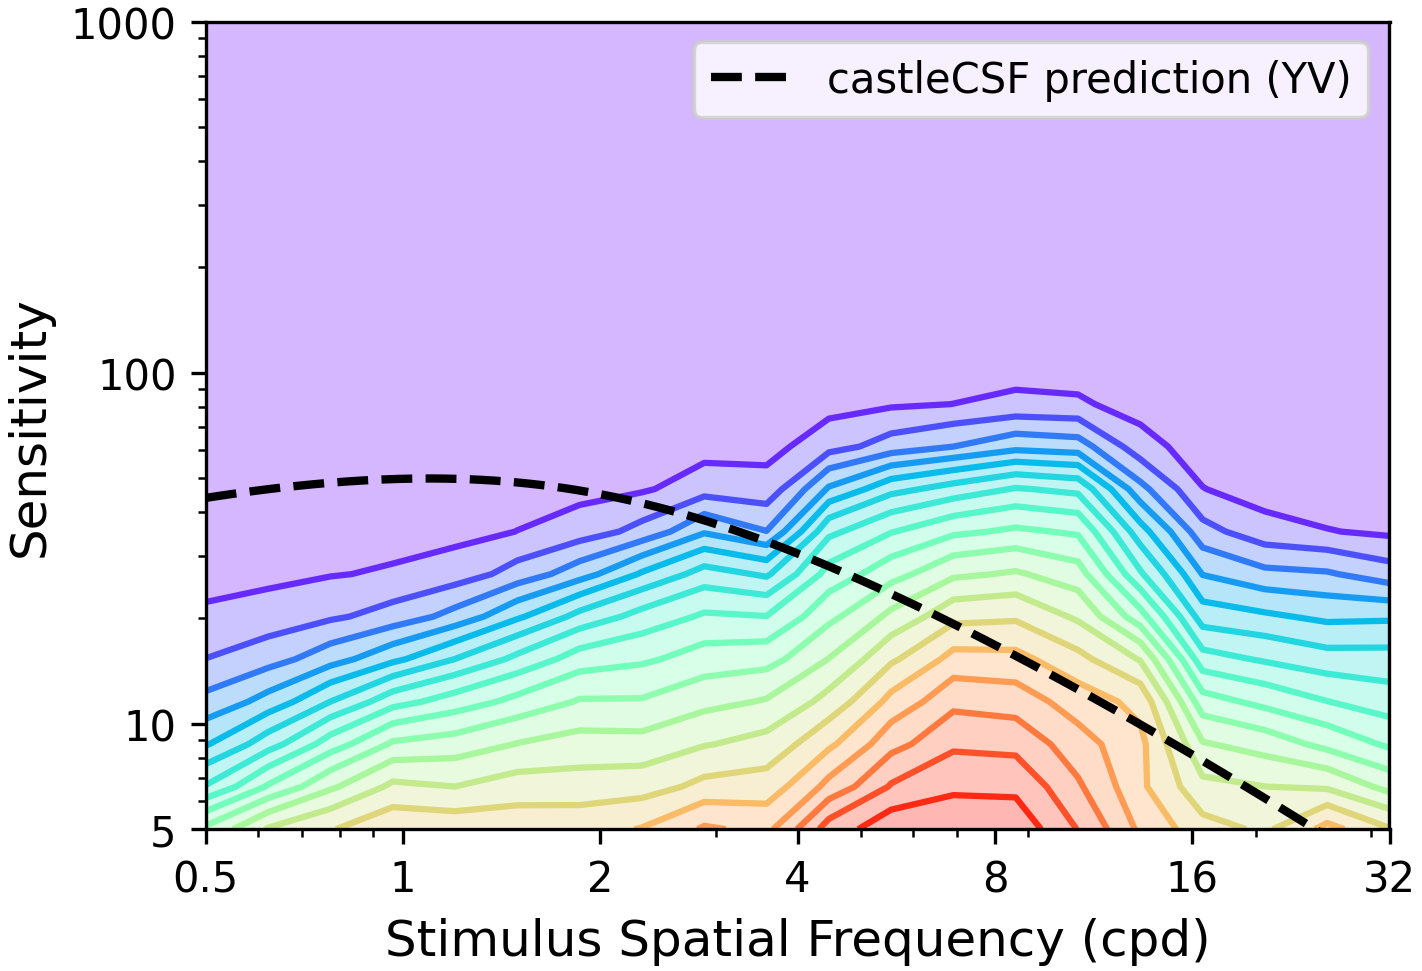 1000
100
10
5
Sensitivity
castleCSF prediction (YV)
0.5 1 2 4 8 16 32
Stimulus Spatial Frequency (cpd)